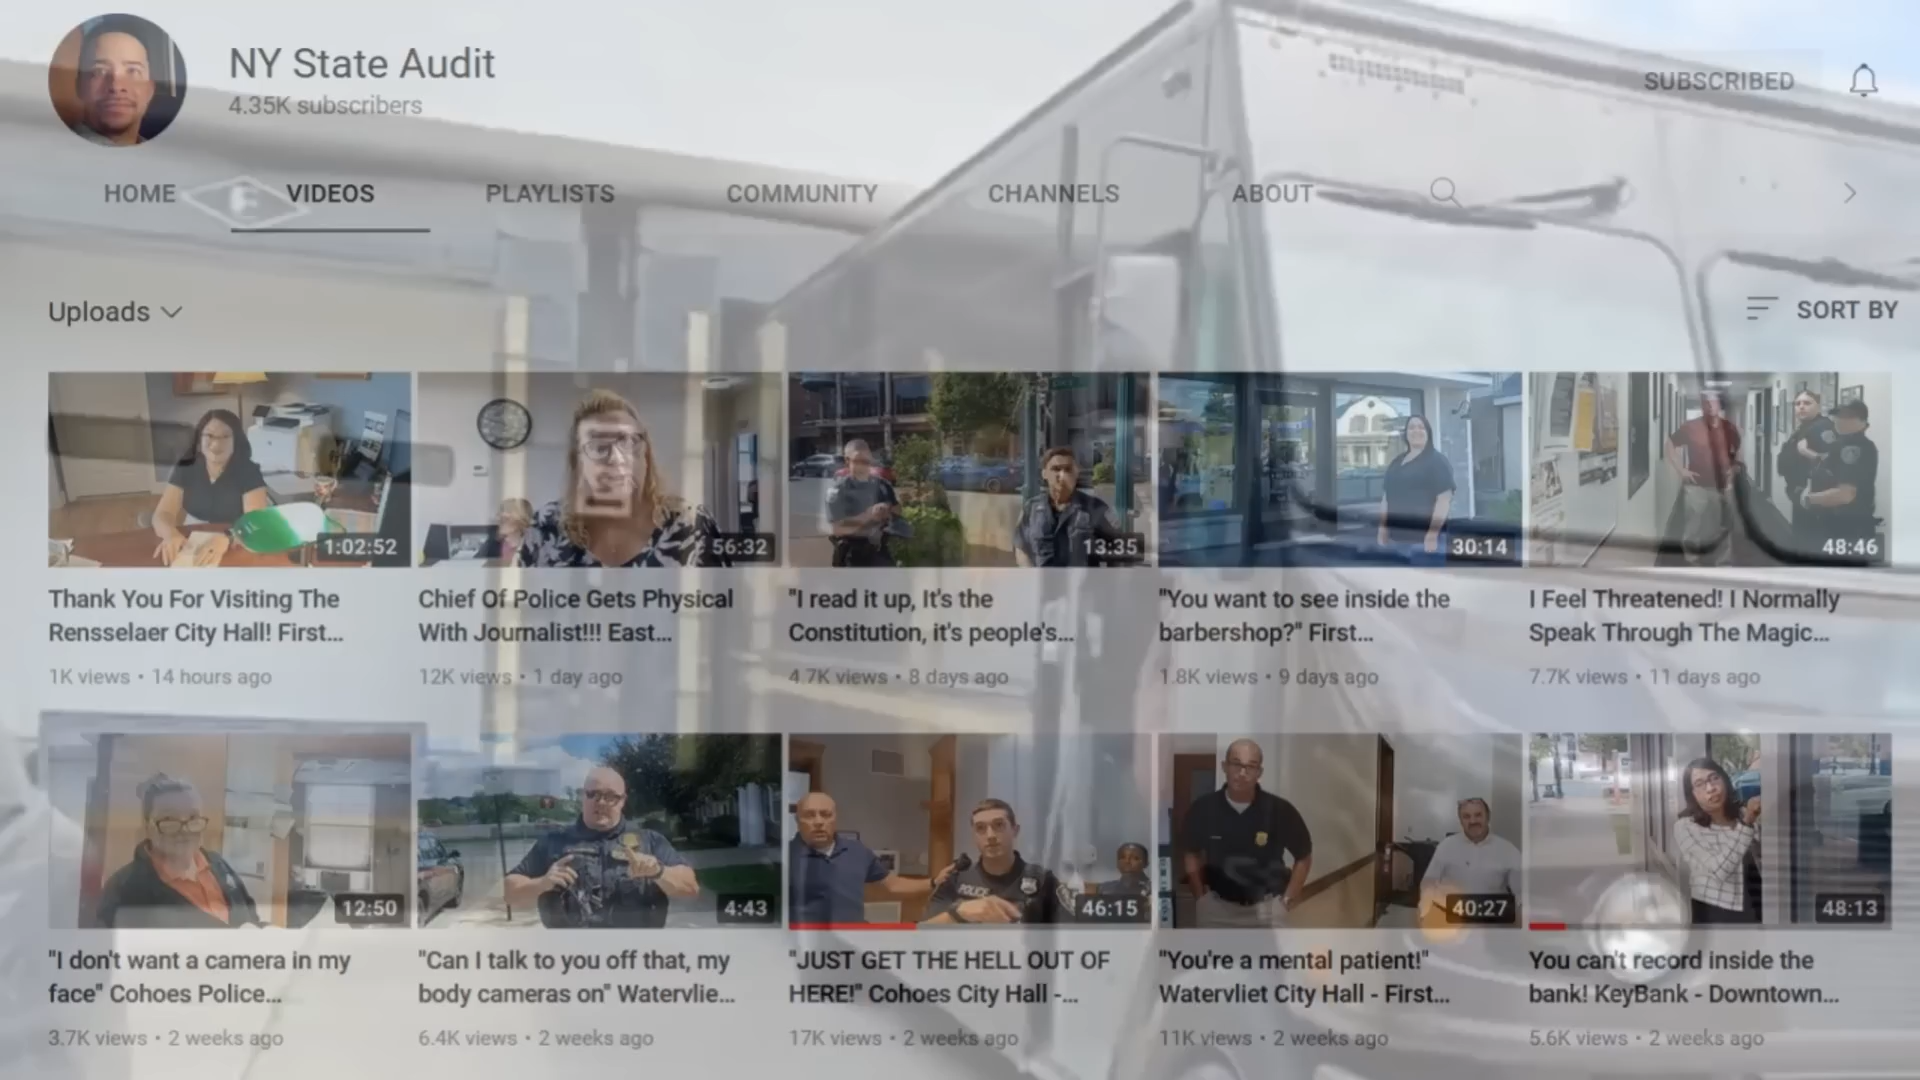 NY State Audit
4.35K subscribers
SUBSCRIBED
HOME
VIDEOS
PLAYLISTS
COMMUNITY
CHANNELS
ABOUT
Uploads
SORT BY
1:02:52
56:32
13:35
30:14
48:46
Thank You For Visiting The
Rensselaer City Hall! First...
1K views • 14 hours ago
Chief Of Police Gets Physical
With Journalist!!! East...
12K views • 1 day ago
"I read it up, It's the
Constitution, it's people's...
4.7K views • 8 days ago
"You want to see inside the
barbershop?" First...
1.8K views • 9 days ago
I Feel Threatened! I Normally
Speak Through The Magic...
7.7K views • 11 days ago
12:50
4:43
POLICE
46:15
40:27
48:13
"I don't want a camera in my
face" Cohoes Police...
3.7K views • 2 weeks ago
"Can I talk to you off that, my
body cameras on" Watervlie...
6.4K views • 2 weeks ago
"JUST GET THE HELL OUT OF
HERE!" Cohoes City Hall -...
17K views • 2 weeks ago
"You're a mental patient!"
Watervliet City Hall - First...
11K views • 2 weeks ago
You can't record inside the
bank! KeyBank - Downtown...
5.6K views • 2 weeks ago